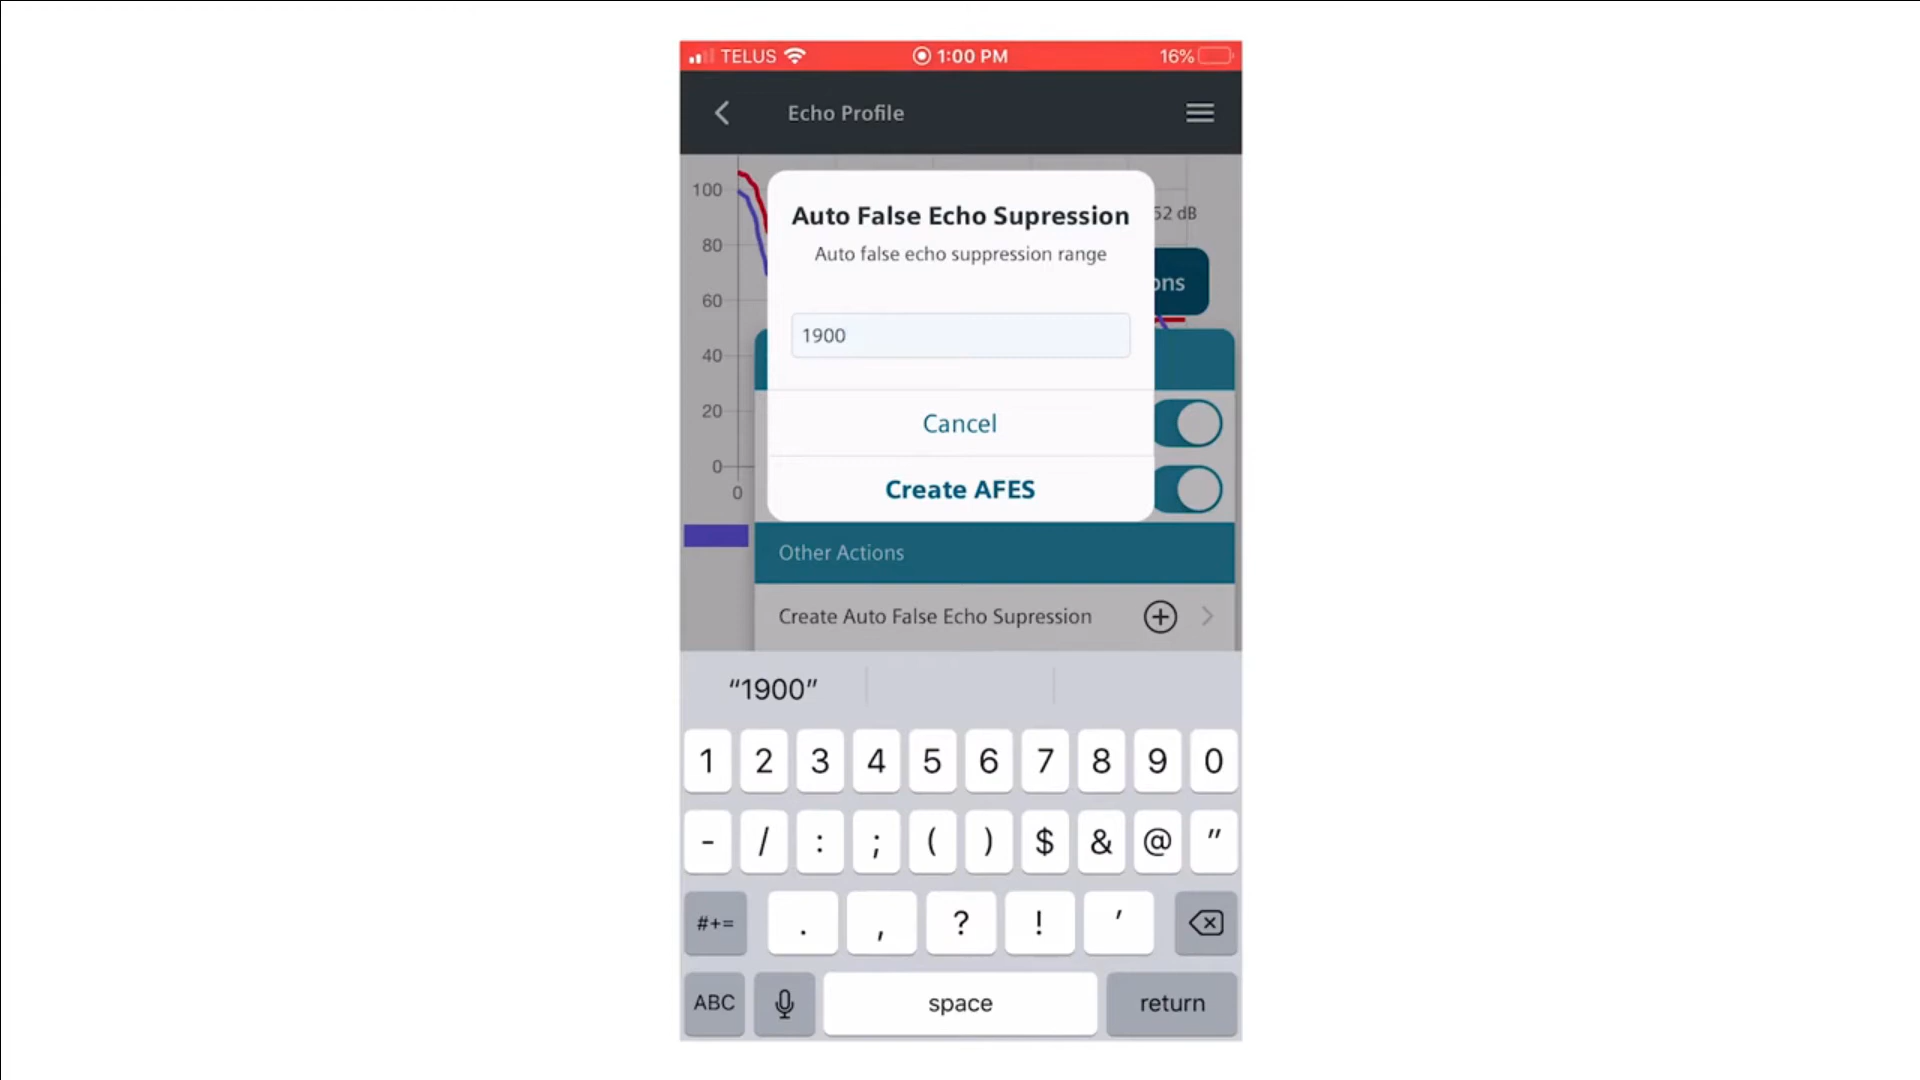 TELUS 1:00 PM 16%
Echo Profile
100
80
60
40
20
0
0
52 dB
ons
Auto False Echo Supression
Auto false echo suppression range
1900
Cancel
Create AFES
Other Actions
Create Auto False Echo Supression
“1900”
1 2 3 4 5 6 7 8 9 0
- / : ; ( ) $ & @ "
#+= . , ? ! '
ABC space return